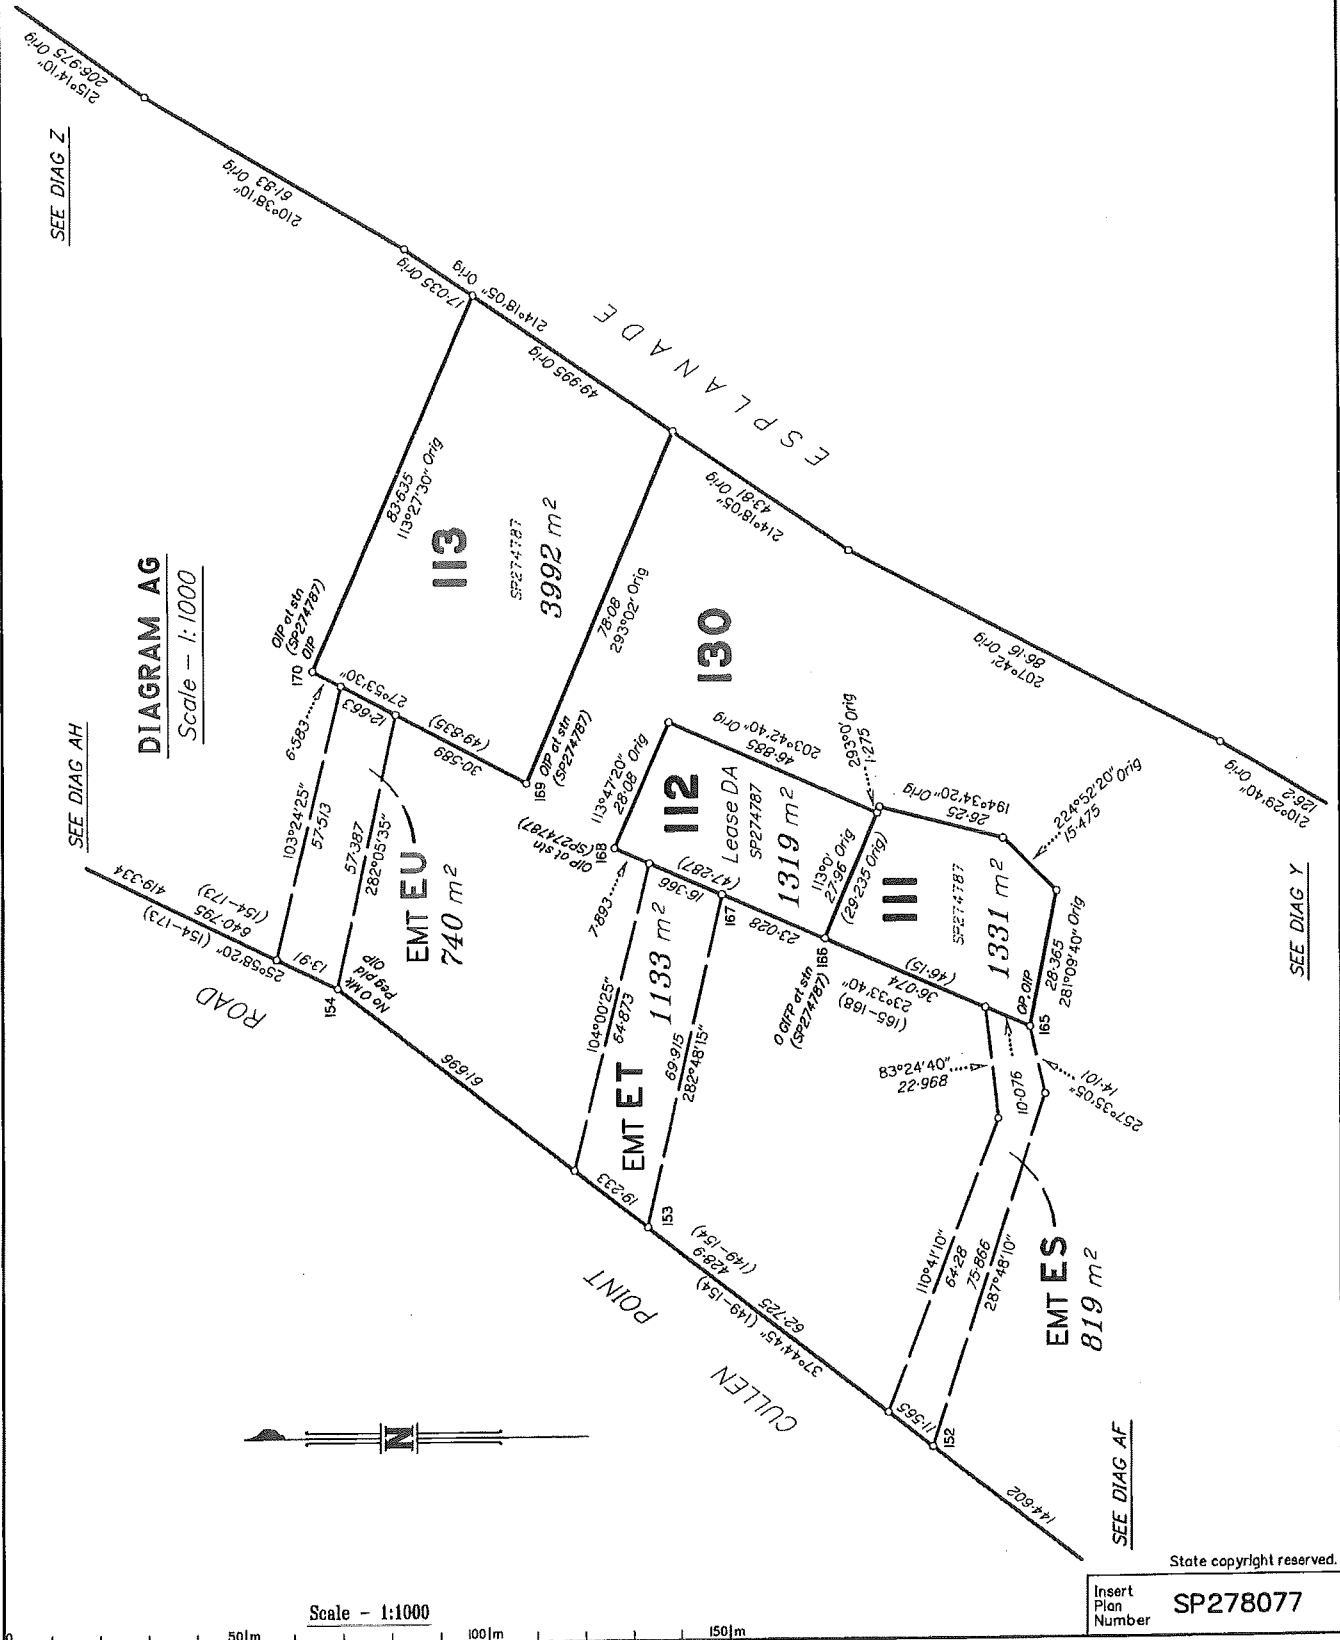 215°14'10"
206·975 Orig
SEE DIAG Z
210°38'10"
61·83 Orig
17·035 Orig
214°18'05" Orig
49·995 Orig
ESPLANADE
DIAGRAM AG
Scale – 1:1000
SEE DIAG AH
83·635
113°27'30" Orig
113
SP274787
3992 m²
OIP at stn
(SP274787)
OIP
170
6·583
27°53'30"
12·663
(49·835)
30·589
169
OIP at stn
(SP274787)
78·08
293°02' Orig
130
214°18'05"
43·81 Orig
207°42'
86·16 Orig
210°29'40"
126·2 Orig
419·334
640·795
(154–173)
25°58'20" (154–173)
13·91
103°24'25"
57·513
57·387
282°05'35"
EMT EU
740 m²
ROAD
154
No O Mk
Peg pld
OIP
61·696
168
OIP at stn
(SP274787)
113°47'20"
28·08 Orig
7·893
16·366
(47·287)
167
23·028
112
Lease DA
SP274787
1319 m²
46·885
203°42'40" Orig
293°0' Orig
1·275
113°0' Orig
27·96
(29·235 Orig)
166
O GIFP at stn
(SP274787)
111
SP274787
1331 m²
194°34'20" Orig
26·25
224°52'20" Orig
15·475
(46·15)
36·074
23°33'40"
(165–168)
OP, OIP
165
28·365
281°09'40" Orig
104°00'25"
64·873
EMT ET 1133 m²
69·915
282°48'15"
19·233
153
428·9
(149–154)
62·725
37°44'45" (149–154)
83°24'40"
22·968
10·076
14·101
257°35'05"
110°41'10"
64·28
75·866
287°48'10"
EMT ES
819 m²
SEE DIAG Y
POINT
CULLEN
11·565
152
144·602
SEE DIAG AF
N
State copyright reserved.
Scale - 1:1000
0 50m 100m 150m
Insert
Plan
Number
SP278077